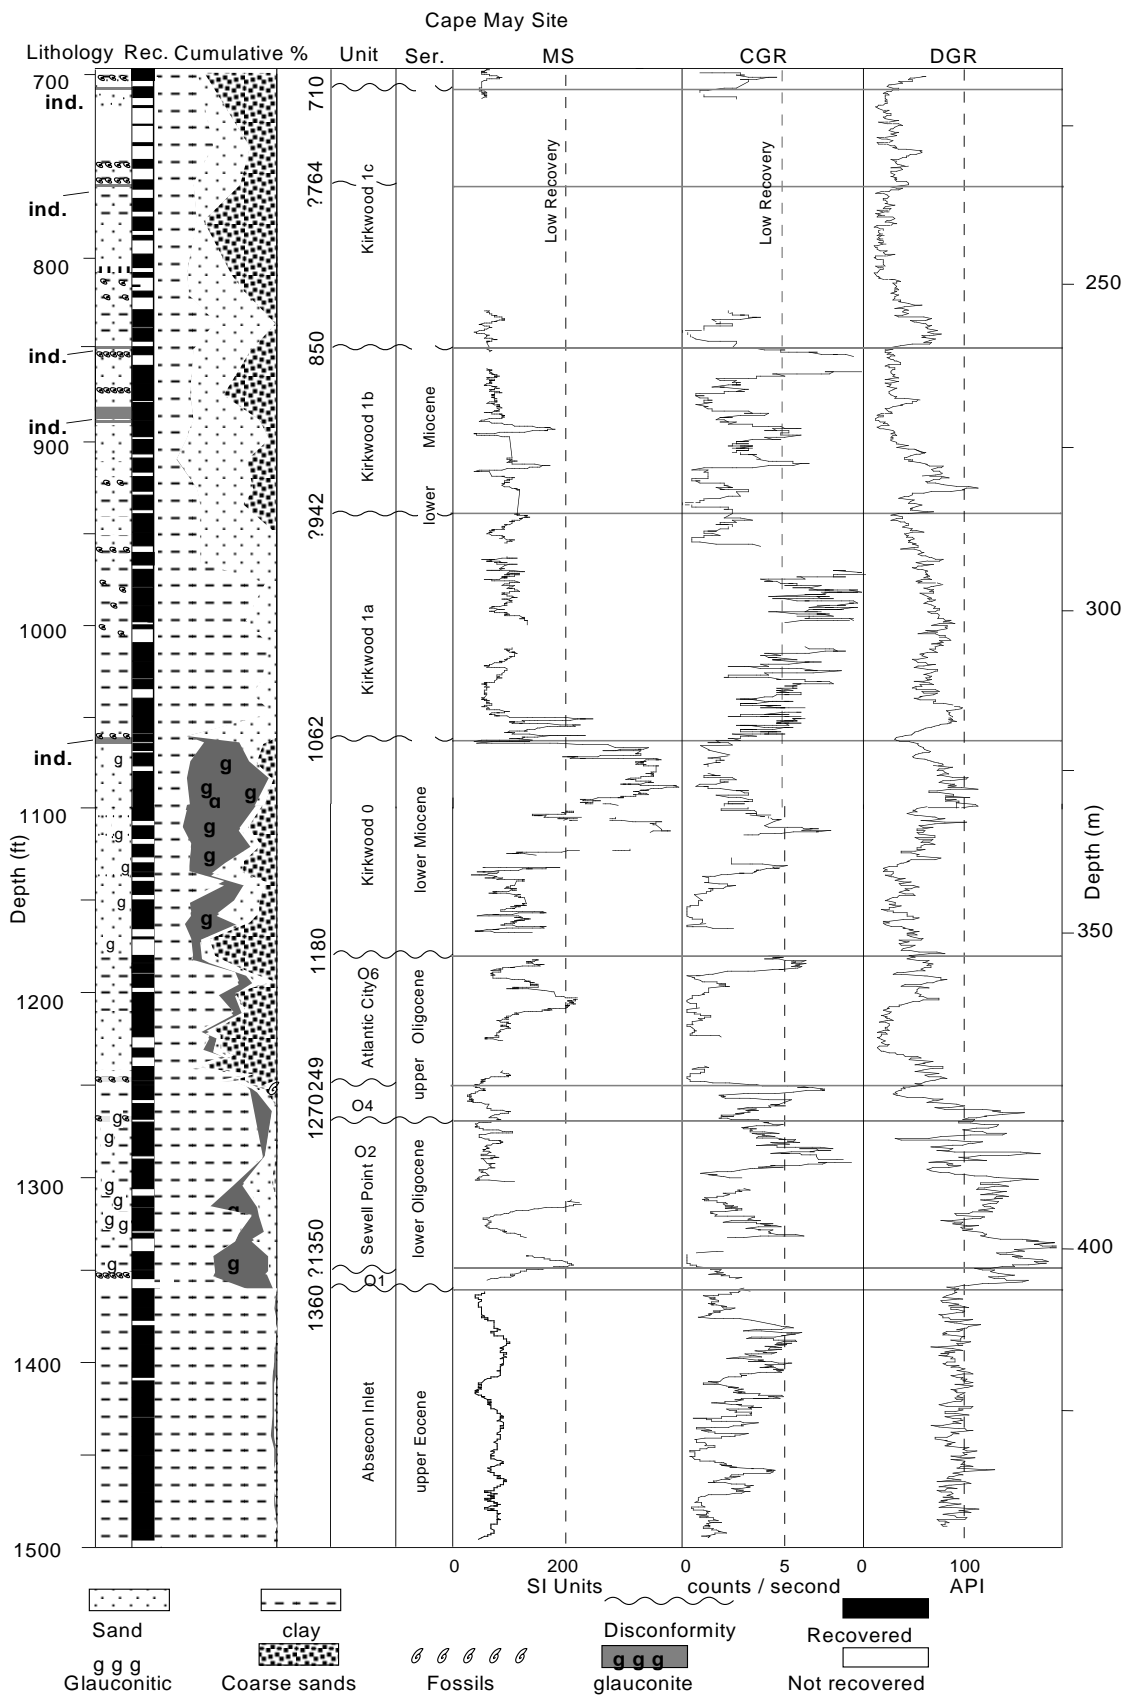 Cape May Site
Lithology Rec. Cumulative % Unit Ser. MS CGR DGR
700
ind.
710
?764
Kirkwood 1c
Low Recovery
Low Recovery
ind.
800
250
850
ind.
Kirkwood 1b
lower Miocene
ind.
900
?942
300
1000
Kirkwood 1a
1062
ind.
g
g
g
g
α
g
g
1100
g
g
g
g
g
g
Kirkwood 0
lower Miocene
Depth (ft)
Depth (m)
350
1180
O6
Atlantic City
upper Oligocene
1200
1270249
O4
g
g
O2
Sewell Point
lower Oligocene
1300
g
g
g
g
g
g
g
?1350
400
O1
1360
1400
Absecon Inlet
upper Eocene
1500
0 200 0 5 0 100
SI Units counts / second API
Sand clay Disconformity Recovered
g g g g g g
Glauconitic Coarse sands Fossils glauconite Not recovered